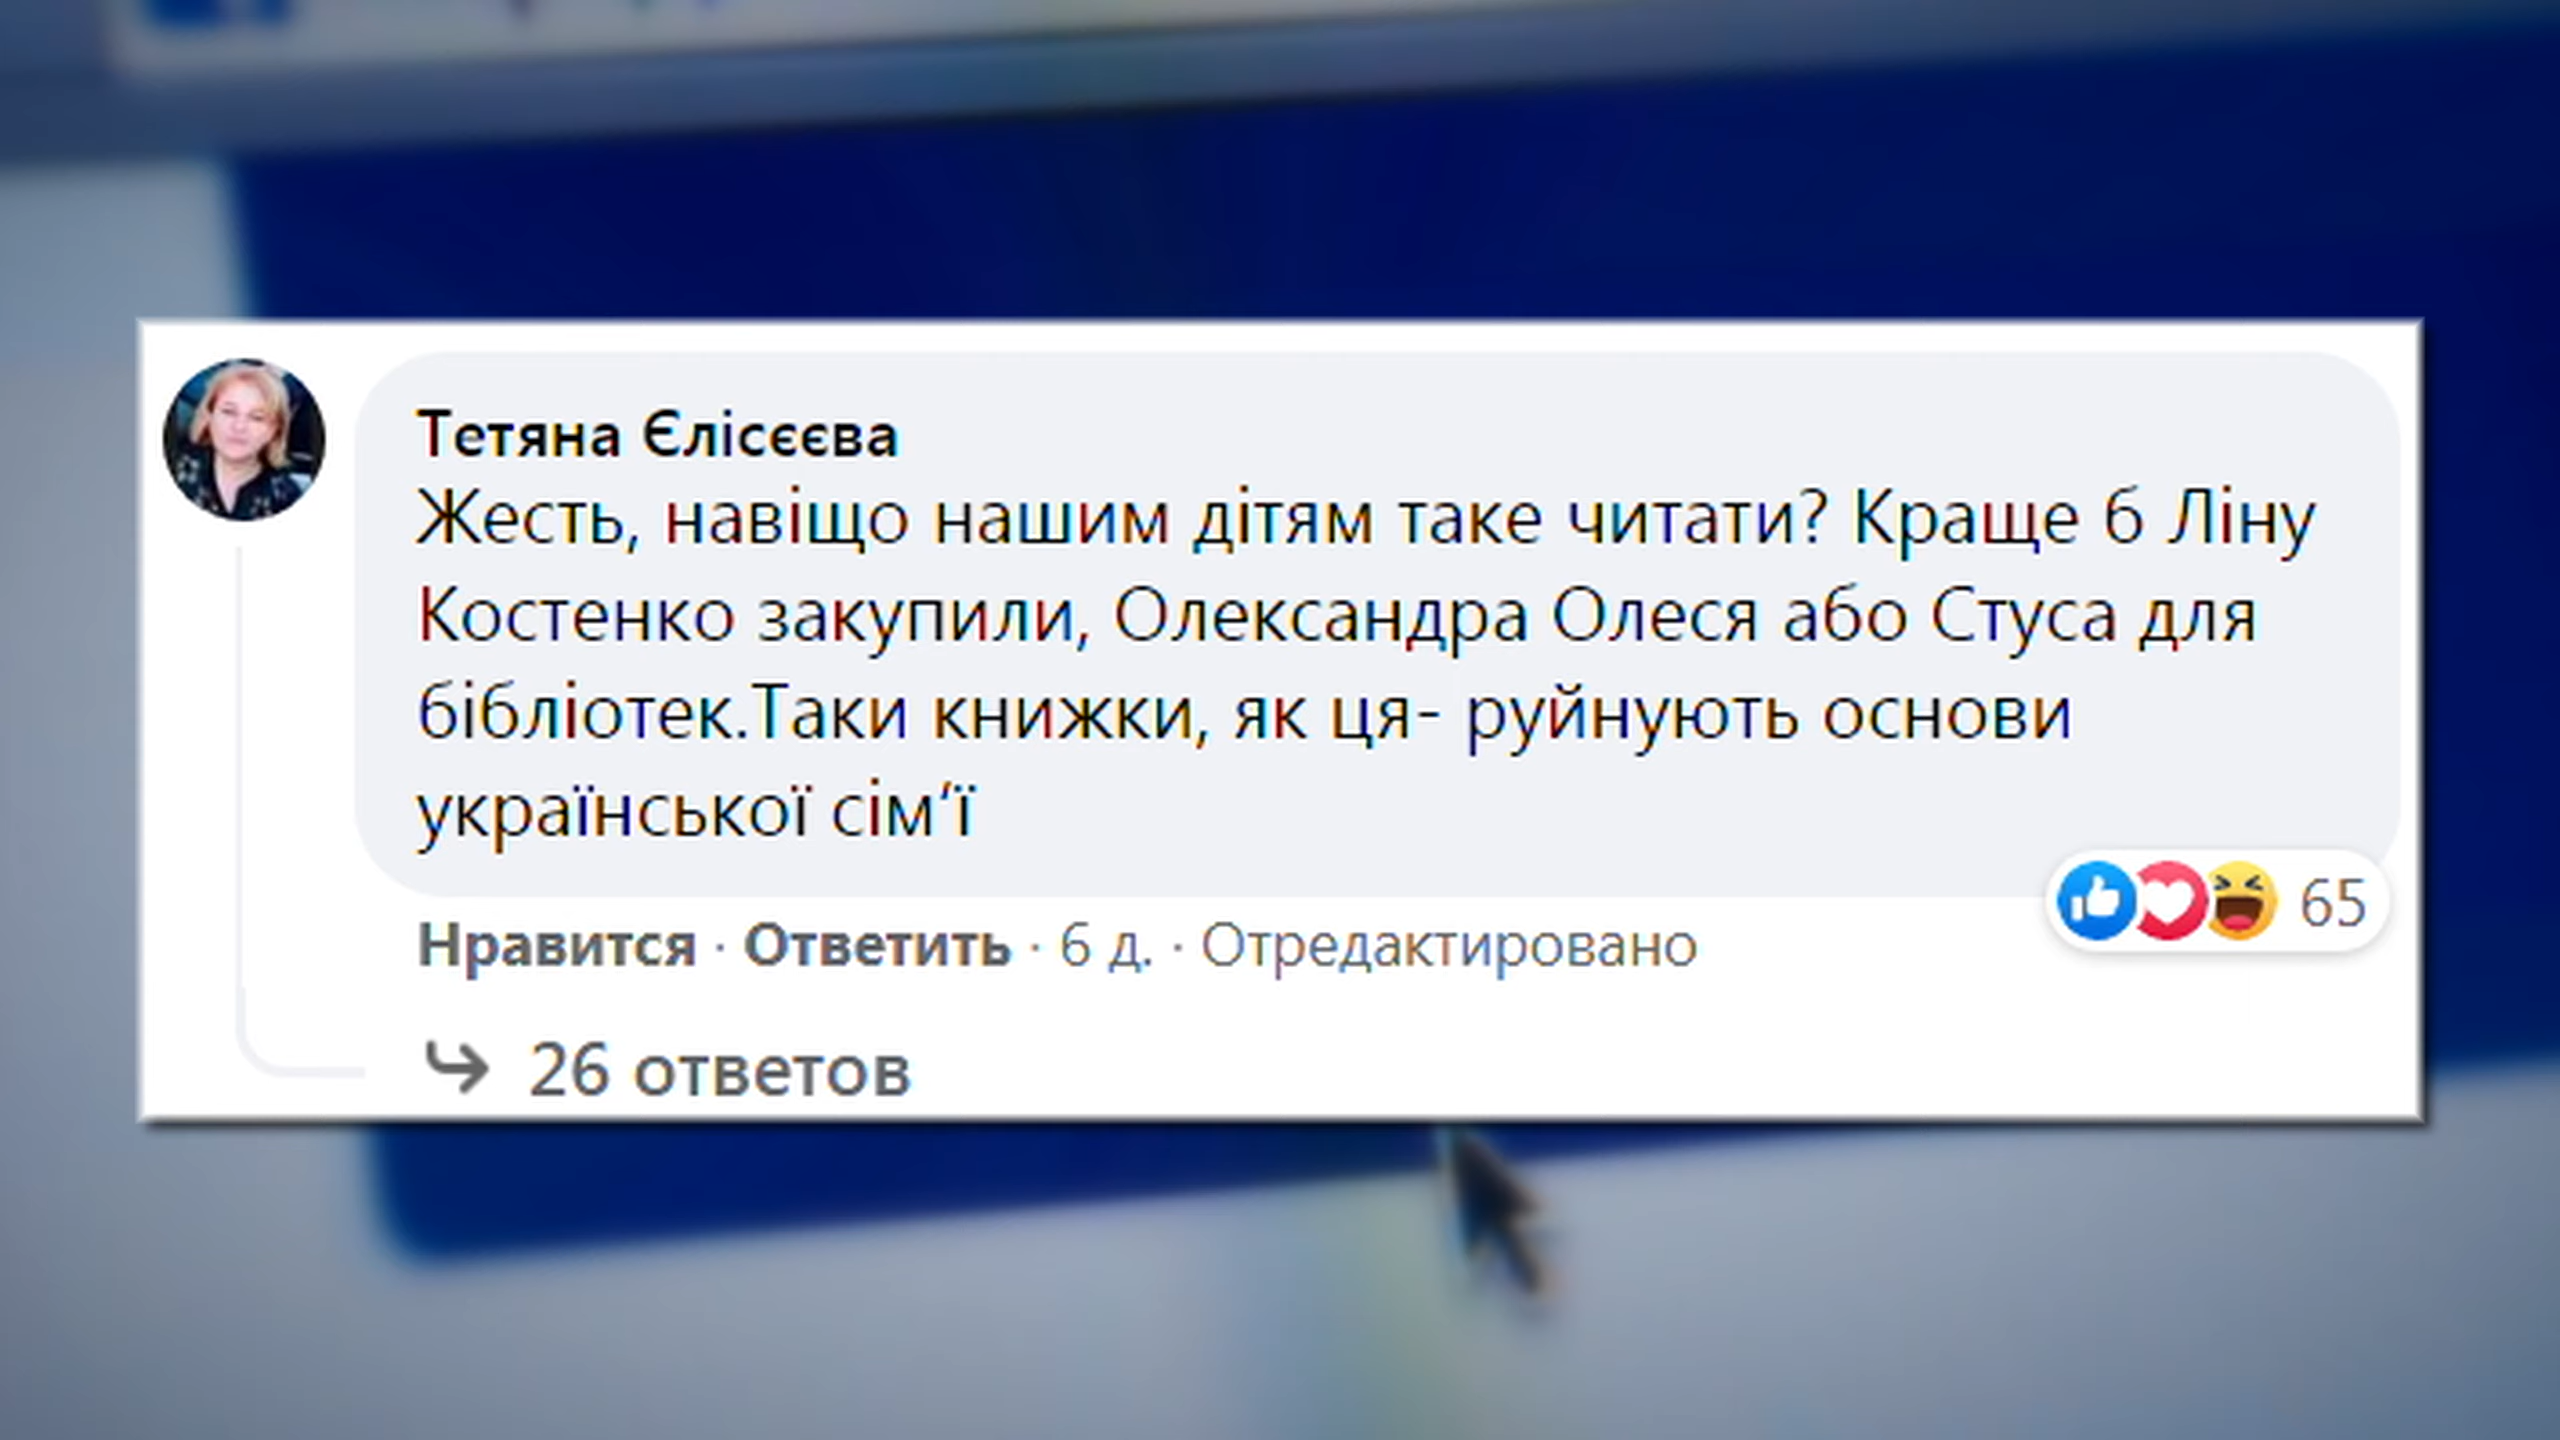 Тетяна Єлісєєва
Жесть, навіщо нашим дітям таке читати? Краще б Ліну
Костенко закупили, Олександра Олеся або Стуса для
бібліотек.Таки книжки, як ця- руйнують основи
української сім‘ї
65
Нравится · Ответить · 6 д. · Отредактировано
26 ответов